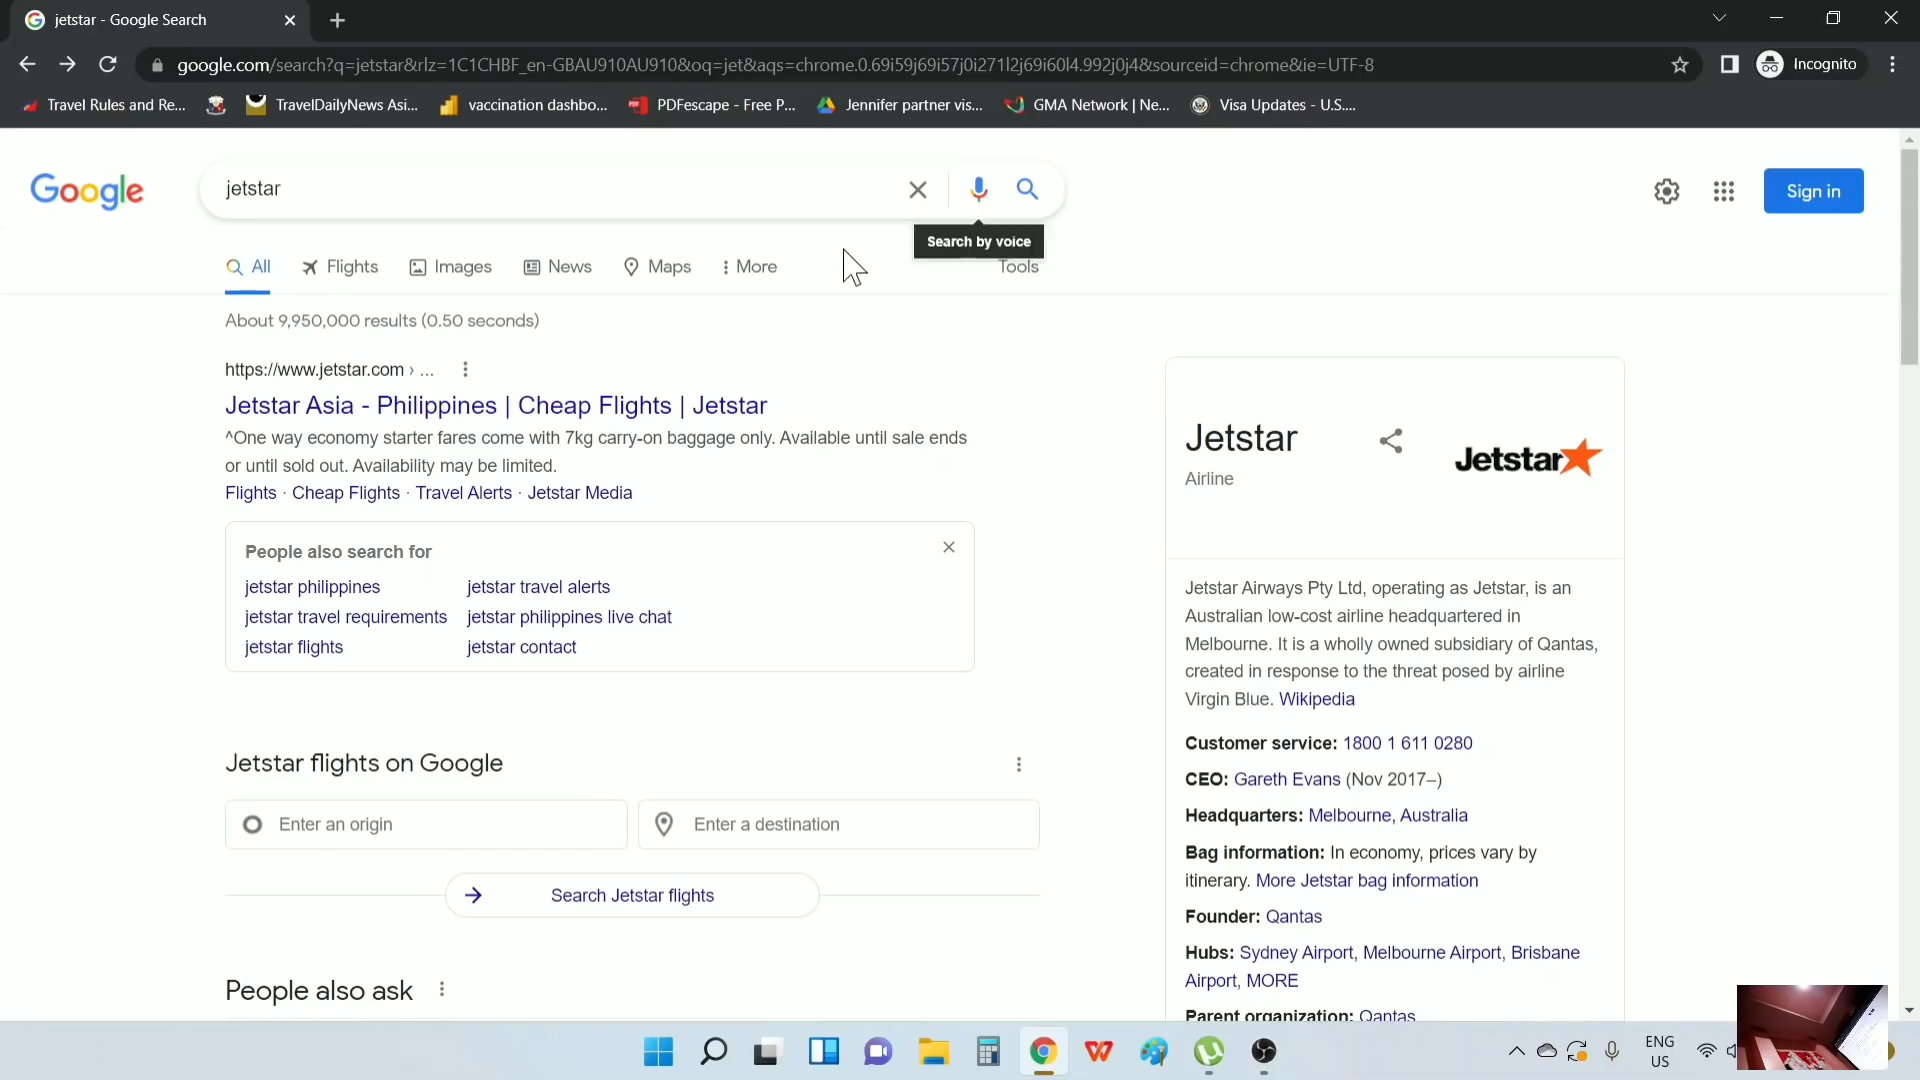 jetstar - Google Search
google.com/search?q=jetstar&rlz=1C1CHBF_en-GBAU910AU910&oq=jet&aqs=chrome.0.69i59j69i57j0i271l2j69i60l4.992j0j4&sourceid=chrome&ie=UTF-8
Incognito
Travel Rules and Re...
TravelDailyNews Asi...
vaccination dashbo...
PDFescape - Free P...
Jennifer partner vis...
GMA Network | Ne...
Visa Updates - U.S....
Google
jetstar
Sign in
Search by voice
All
Flights
Images
News
Maps
More
Tools
About 9,950,000 results (0.50 seconds)
https://www.jetstar.com › ...
Jetstar Asia - Philippines | Cheap Flights | Jetstar
^One way economy starter fares come with 7kg carry-on baggage only. Available until sale ends
or until sold out. Availability may be limited.
Flights · Cheap Flights · Travel Alerts · Jetstar Media
People also search for
jetstar philippines
jetstar travel alerts
jetstar travel requirements
jetstar philippines live chat
jetstar flights
jetstar contact
Jetstar flights on Google
Enter an origin
Enter a destination
Search Jetstar flights
People also ask
Jetstar
Airline
Jetstar
Jetstar Airways Pty Ltd, operating as Jetstar, is an
Australian low-cost airline headquartered in
Melbourne. It is a wholly owned subsidiary of Qantas,
created in response to the threat posed by airline
Virgin Blue. Wikipedia
Customer service: 1800 1 611 0280
CEO: Gareth Evans (Nov 2017–)
Headquarters: Melbourne, Australia
Bag information: In economy, prices vary by
itinerary. More Jetstar bag information
Founder: Qantas
Hubs: Sydney Airport, Melbourne Airport, Brisbane
Airport, MORE
Parent organization: Qantas
ENG
US